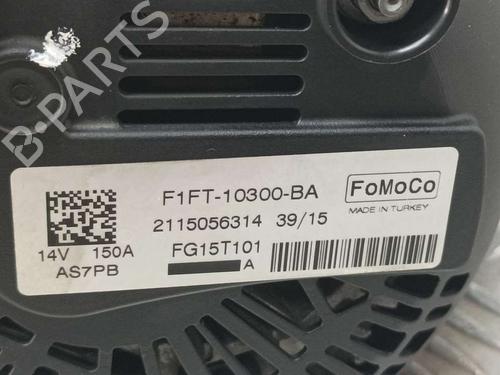 B-PARTS
F1FT-10300-BA
FoMoCo
2115056314 39/15
MADE IN TURKEY
14V 150A
FG15T101
AS7PB
A